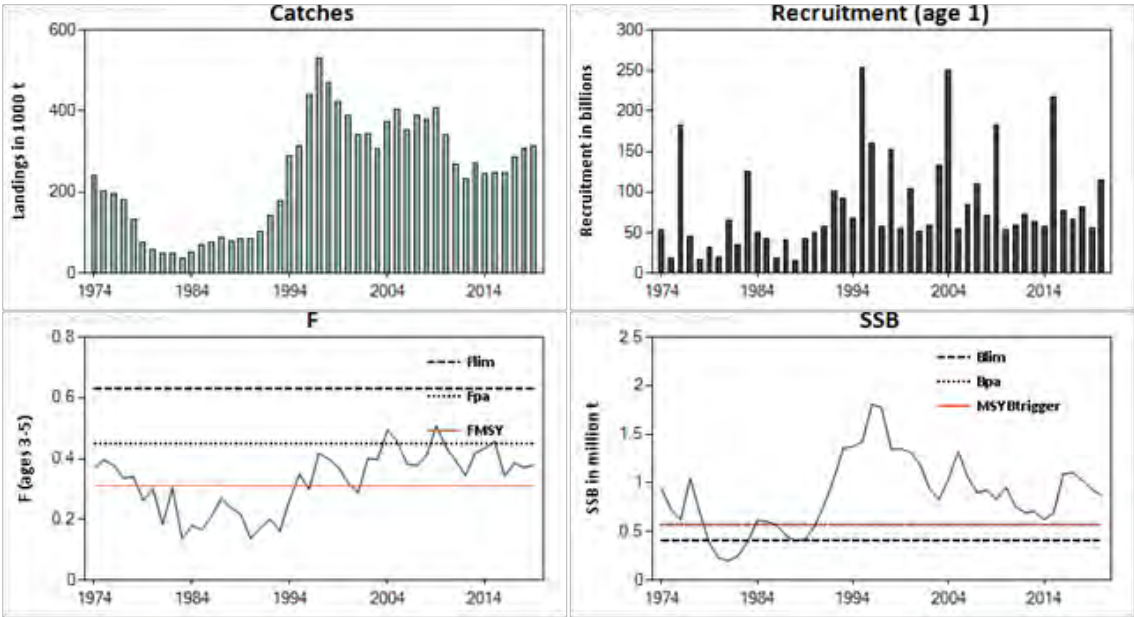 Catches
600
400
200
0
Landings in 1000 t
1974 1984 1994 2004 2014
Recruitment (age 1)
300
250
200
150
100
50
0
Recruitment in billions
1974 1984 1994 2004 2014
F
0.8
0.6
0.4
0.2
0
F (ages 3-5)
Flim
Fpa
FMSY
1974 1984 1994 2004 2014
SSB
2.5
2
1.5
1
0.5
0
SSB in million t
Blim
Bpa
MSYBtrigger
1974 1984 1994 2004 2014